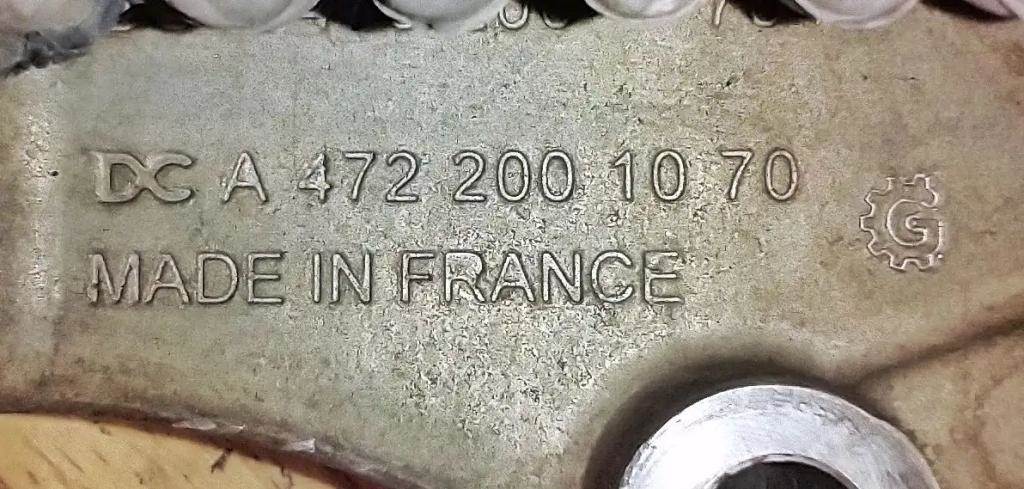 DC A 472 200 10 70
MADE IN FRANCE
G